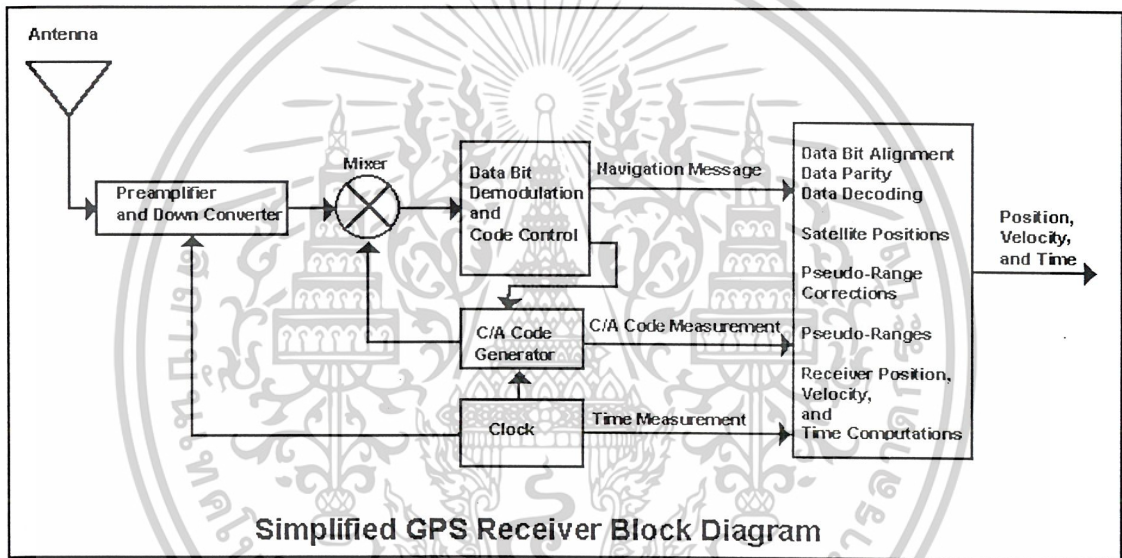 Antenna
Preamplifier
and Down Converter
Mixer
Data Bit
Demodulation
and
Code Control
Navigation Message
C/A Code
Generator
C/A Code Measurement
Clock
Time Measurement
Data Bit Alignment
Data Parity
Data Decoding
Satellite Positions
Pseudo-Range
Corrections
Pseudo-Ranges
Receiver Position,
Velocity,
and
Time Computations
Position,
Velocity,
and Time
Simplified GPS Receiver Block Diagram